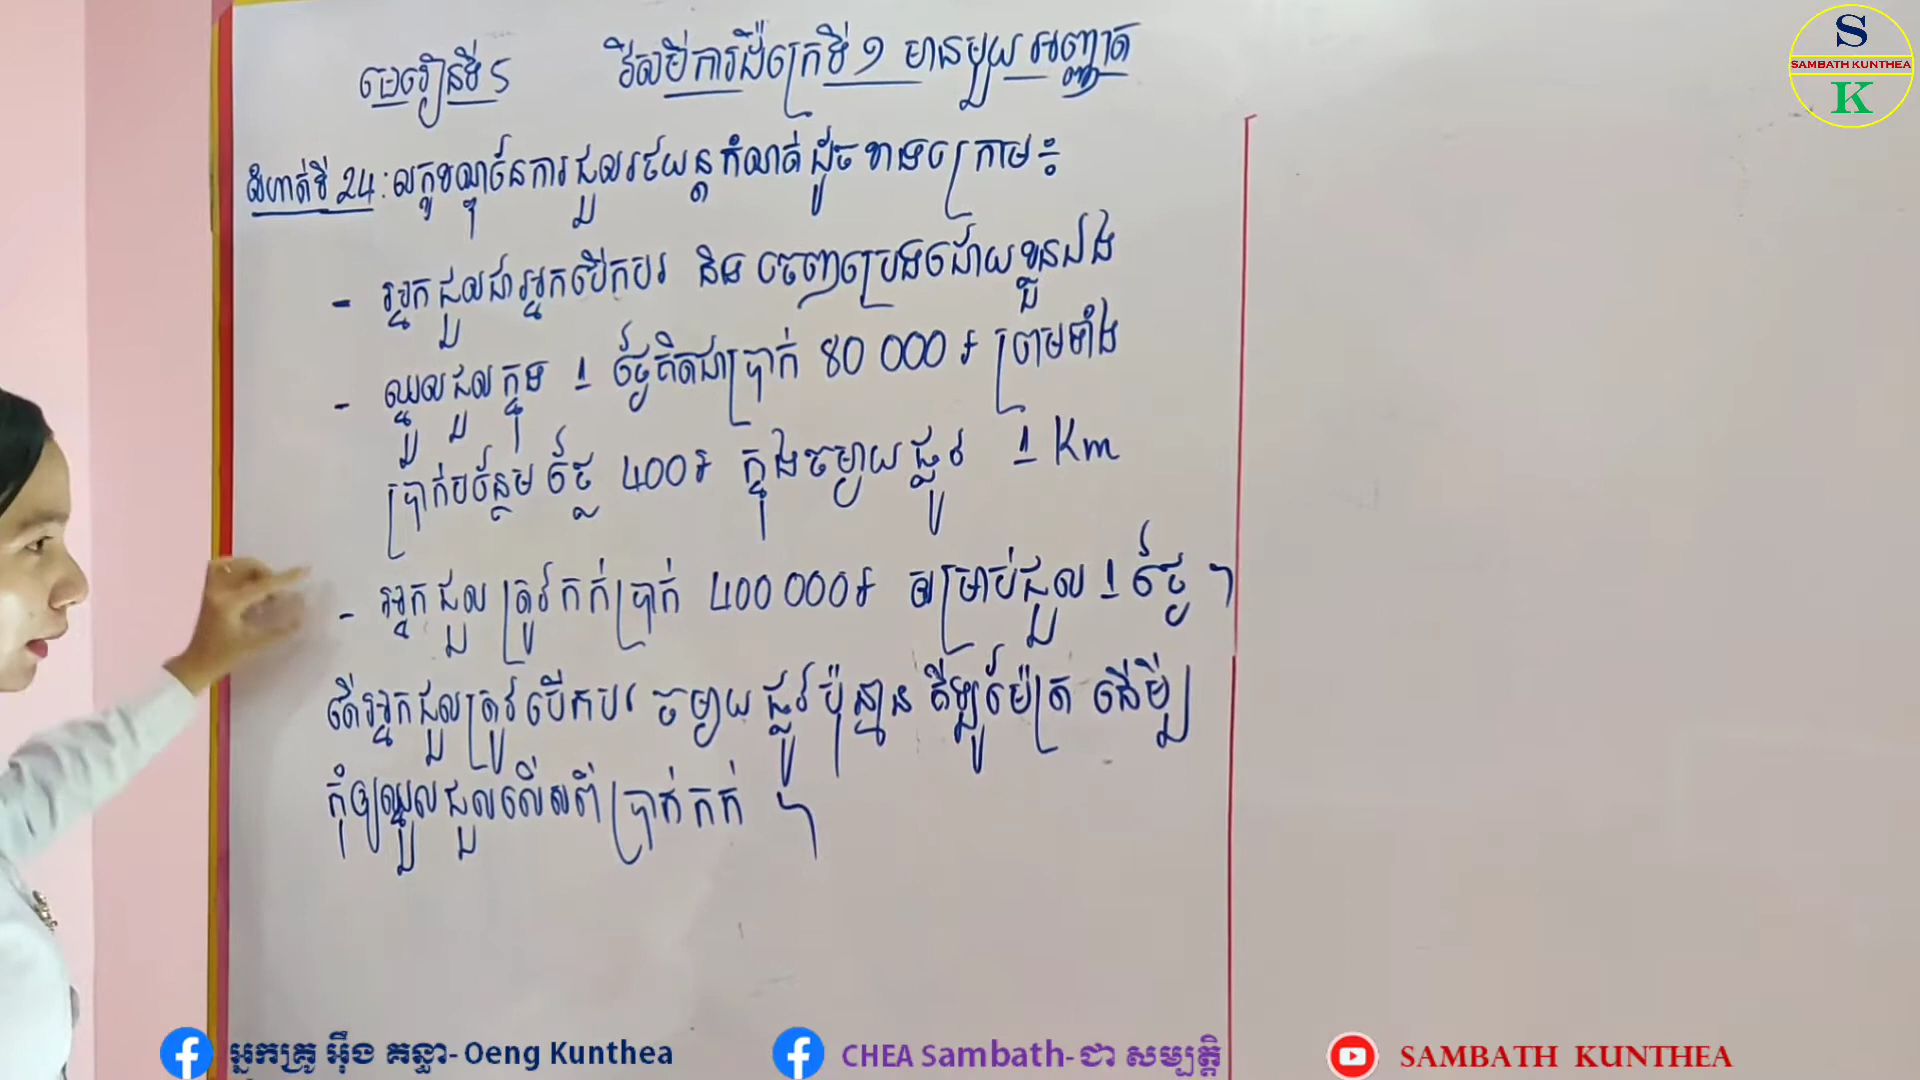 មេរៀនទី 5 វិសមីការដឺក្រេទី១ មានមួយអញ្ញាត
លំហាត់ទី 24 : លក្ខខណ្ឌនៃការជួលរថយន្តកំណត់ដូចខាងក្រោម ÷
- អ្នកជួលជាអ្នកបើកបរ និងចេញប្រេងដោយខ្លួនឯង
- ឈ្នួលជួលក្នុង 1 ថ្ងៃគិតជាប្រាក់ 80 000៛ ព្រមទាំង
ប្រាក់បន្ថែមថ្លៃ 400៛ ក្នុងចម្ងាយផ្លូវ 1 Km
- អ្នកជួលត្រូវកក់ប្រាក់ 400 000៛ សម្រាប់ជួល 1 ថ្ងៃ ។
តើអ្នកជួលត្រូវបើកបរចម្ងាយផ្លូវប៉ុន្មានគីឡូម៉ែត្រ ដើម្បី
កុំឲ្យឈ្នួលជួលលើសពីប្រាក់កក់ ។
S
SAMBATH KUNTHEA
K
អ្នកគ្រូ អ៊ឹង គន្ធា- Oeng Kunthea
CHEA Sambath-ជា សម្បត្តិ
SAMBATH KUNTHEA